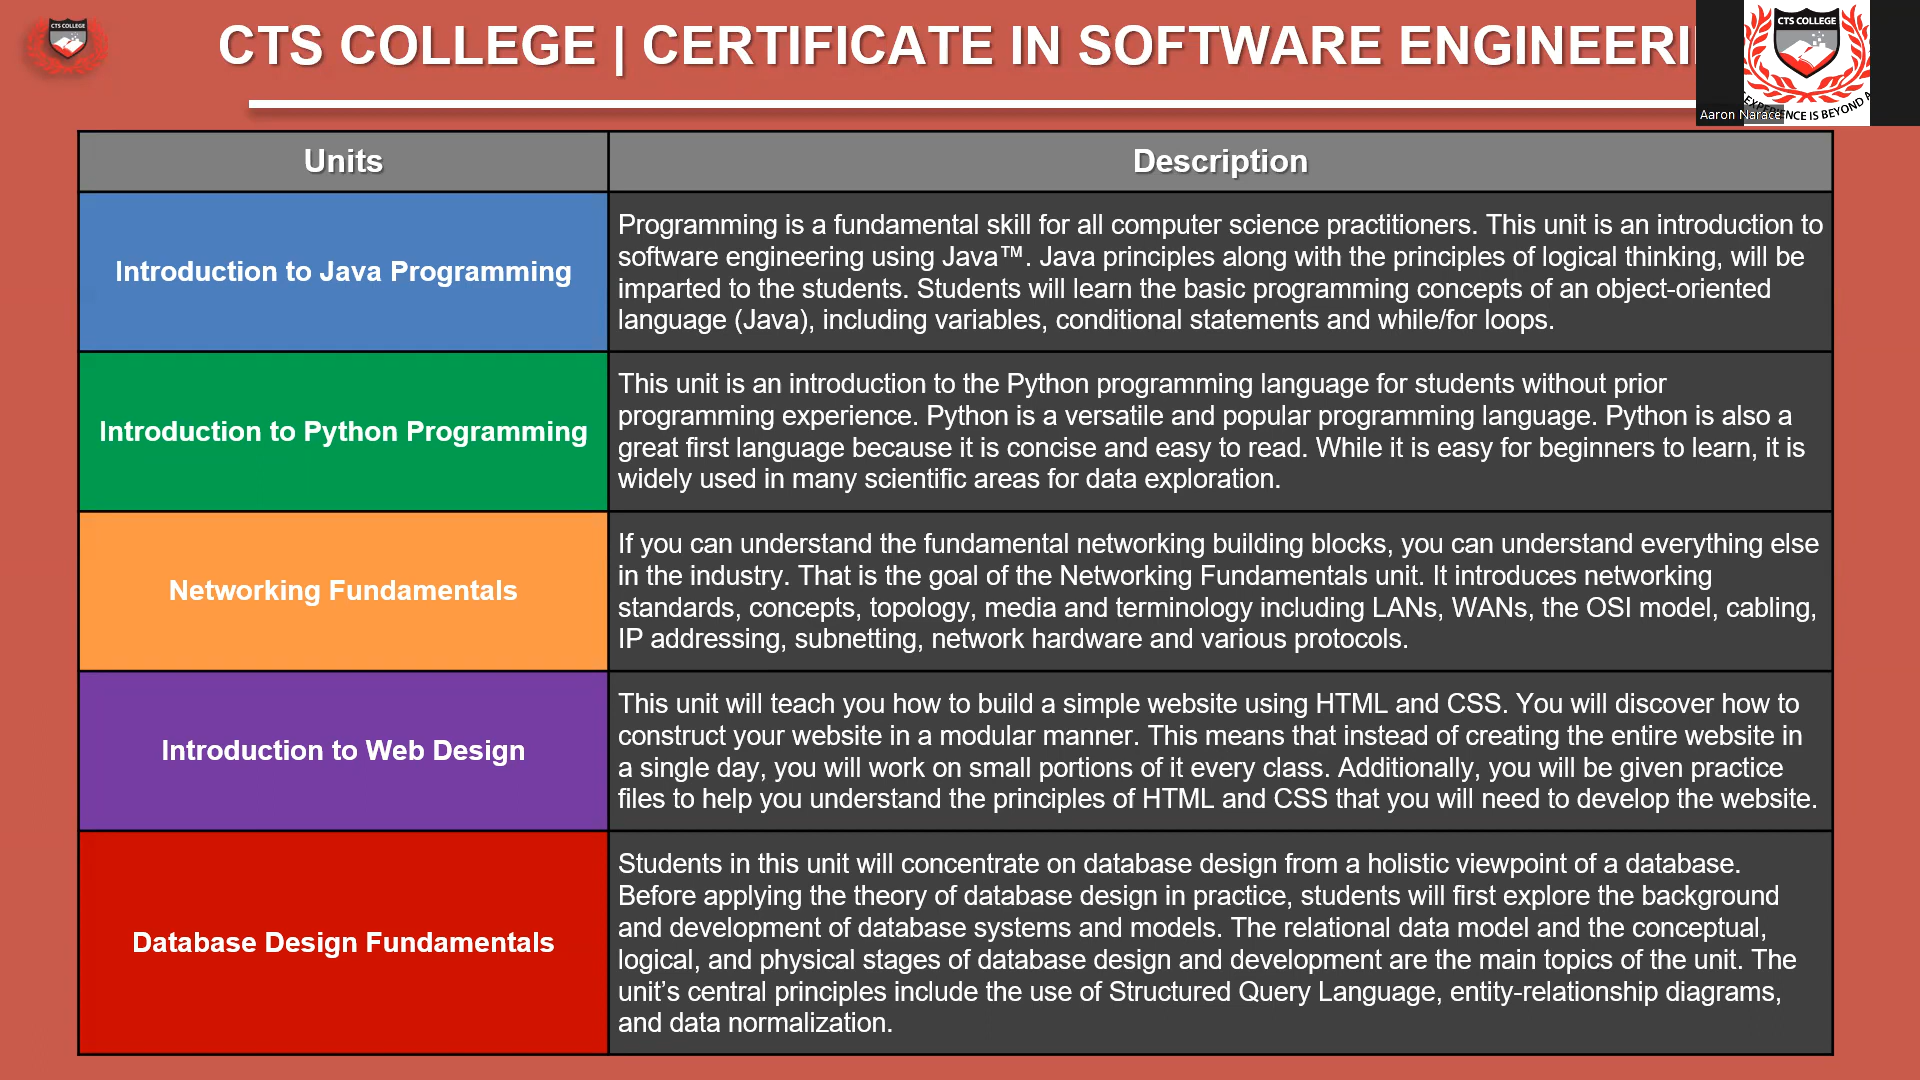 CTS COLLEGE
CTS COLLEGE | CERTIFICATE IN SOFTWARE ENGINEERI
CTS COLLEGE
EXPERIENCE IS BEYOND A
Aaron Narace
Units
Description
Introduction to Java Programming
Programming is a fundamental skill for all computer science practitioners. This unit is an introduction to
software engineering using Java™. Java principles along with the principles of logical thinking, will be
imparted to the students. Students will learn the basic programming concepts of an object-oriented
language (Java), including variables, conditional statements and while/for loops.
Introduction to Python Programming
This unit is an introduction to the Python programming language for students without prior
programming experience. Python is a versatile and popular programming language. Python is also a
great first language because it is concise and easy to read. While it is easy for beginners to learn, it is
widely used in many scientific areas for data exploration.
Networking Fundamentals
If you can understand the fundamental networking building blocks, you can understand everything else
in the industry. That is the goal of the Networking Fundamentals unit. It introduces networking
standards, concepts, topology, media and terminology including LANs, WANs, the OSI model, cabling,
IP addressing, subnetting, network hardware and various protocols.
Introduction to Web Design
This unit will teach you how to build a simple website using HTML and CSS. You will discover how to
construct your website in a modular manner. This means that instead of creating the entire website in
a single day, you will work on small portions of it every class. Additionally, you will be given practice
files to help you understand the principles of HTML and CSS that you will need to develop the website.
Database Design Fundamentals
Students in this unit will concentrate on database design from a holistic viewpoint of a database.
Before applying the theory of database design in practice, students will first explore the background
and development of database systems and models. The relational data model and the conceptual,
logical, and physical stages of database design and development are the main topics of the unit. The
unit’s central principles include the use of Structured Query Language, entity-relationship diagrams,
and data normalization.